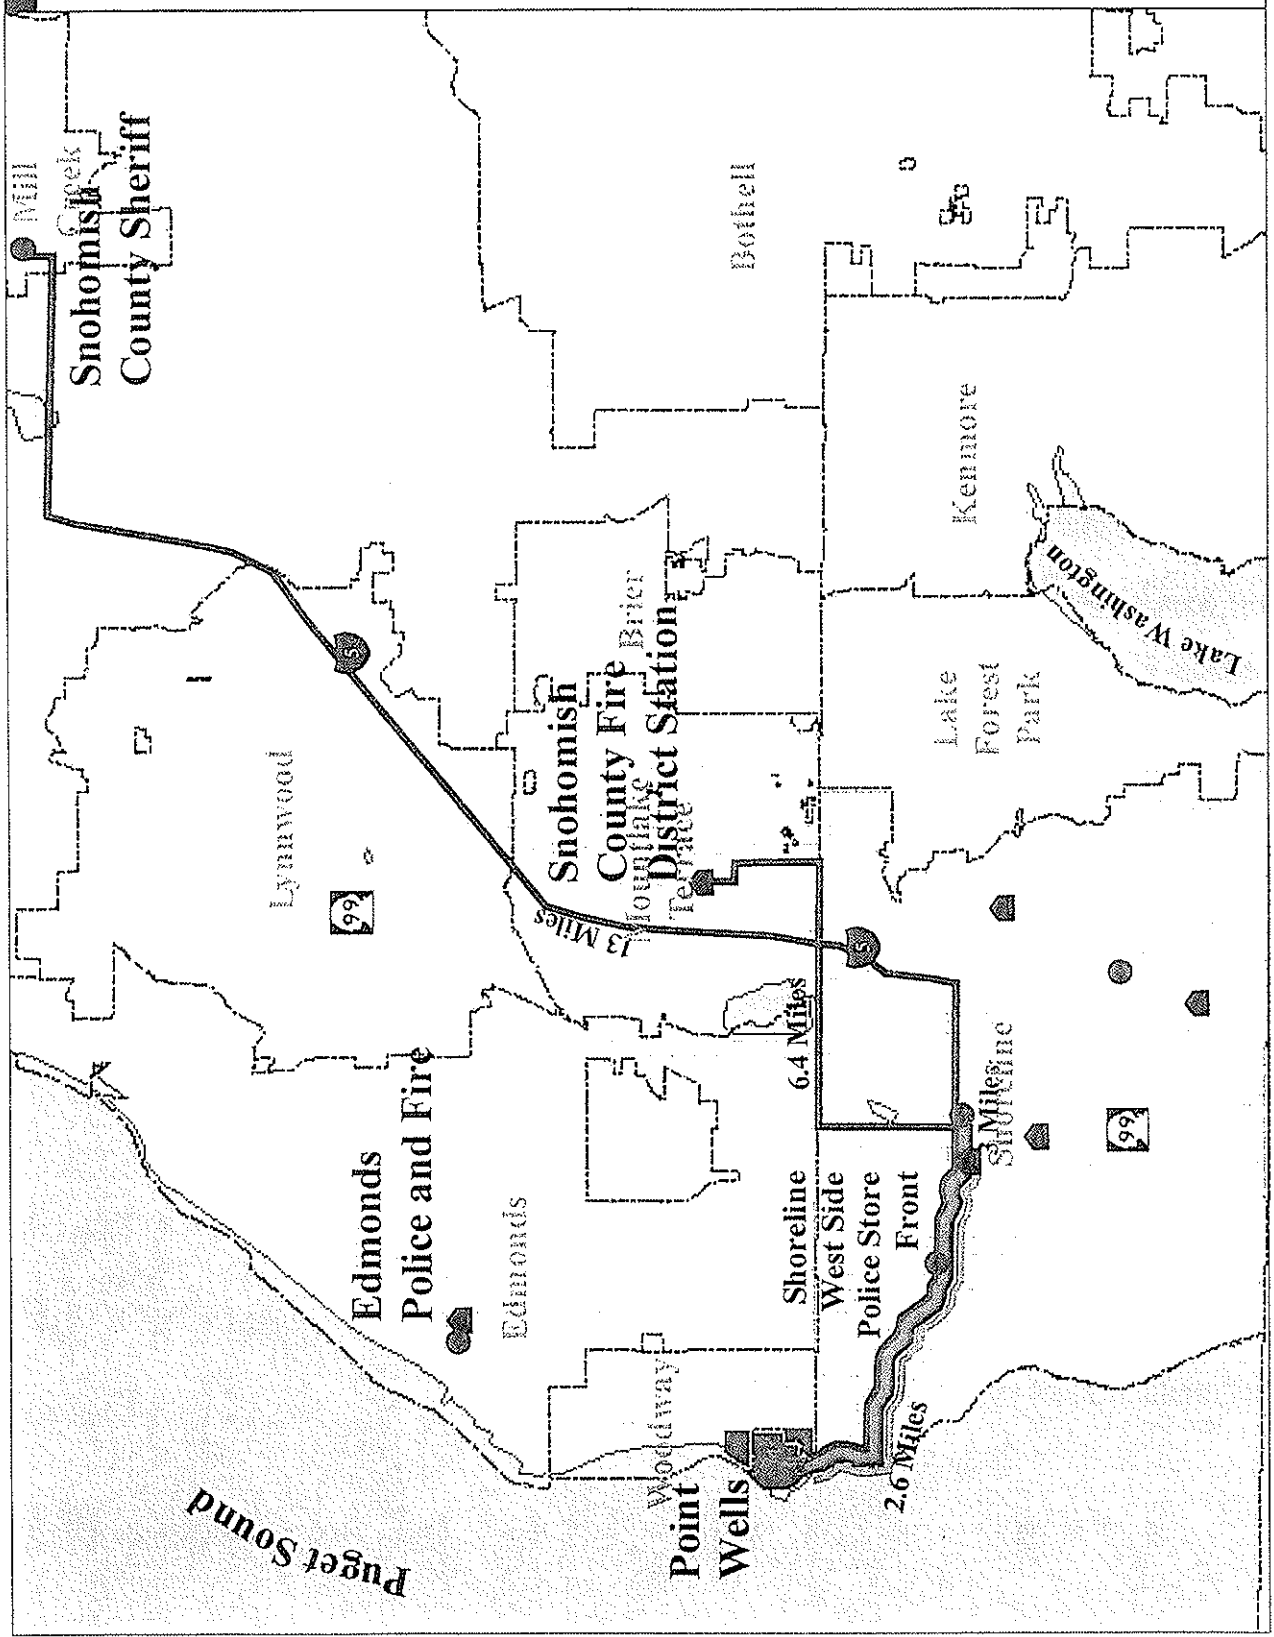 Mill
Creek
Snohomish
County Sheriff
Lynnwood
5
99
Bothell
Edmonds
Police and Fire
Edmonds
Snohomish
County Fire
District Station
Brier
Mountlake
Terrace
13 Miles
Puget Sound
Woodway
Point
Wells
6.4 Miles
Shoreline
West Side
Police Store
Front
5
Kenmore
Lake
Forest
Park
Lake Washington
Miles
Shoreline
99
2.6 Miles